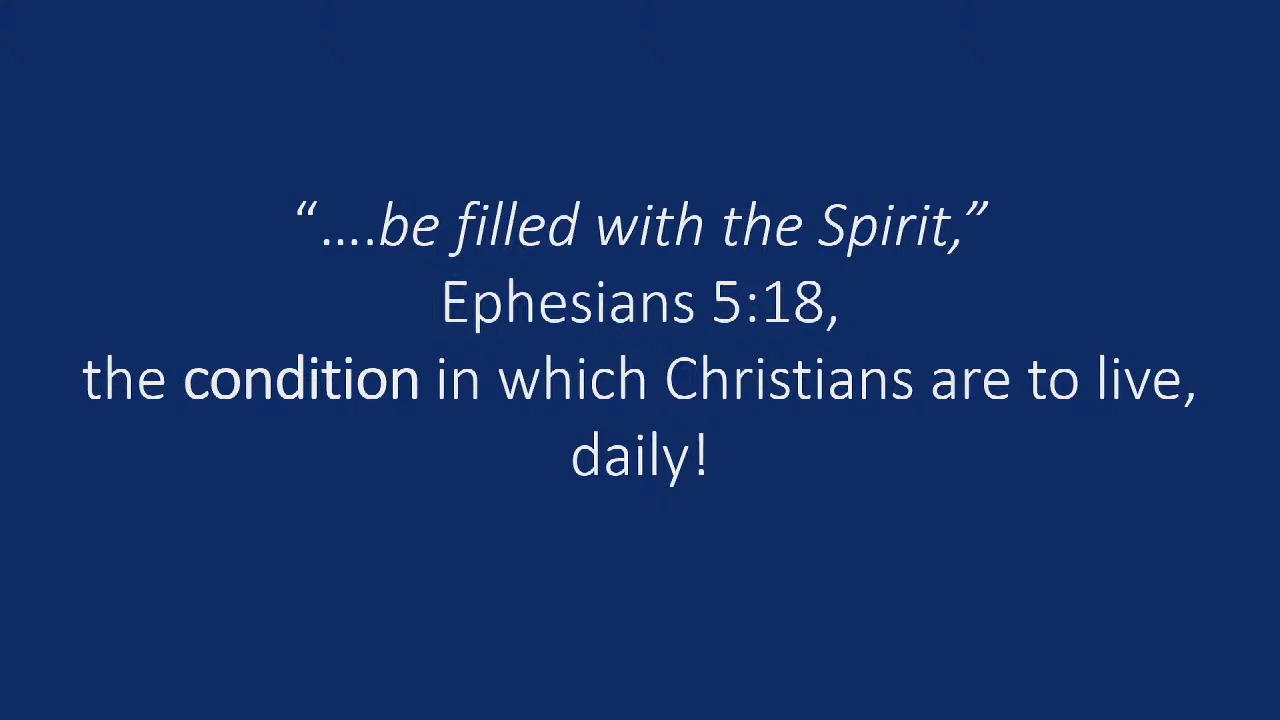 “….be filled with the Spirit,”
Ephesians 5:18,
the condition in which Christians are to live,
daily!